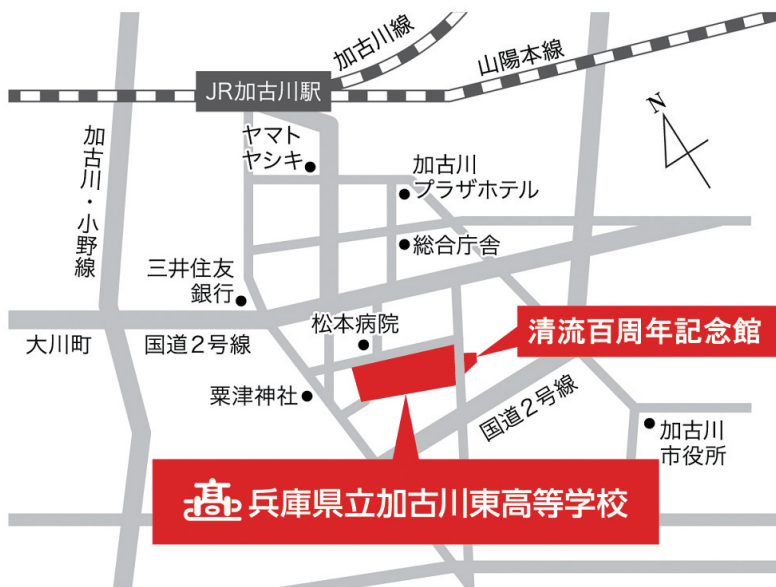 加古川線
山陽本線
JR加古川駅
N
ヤマト
ヤシキ
加古川
プラザホテル
加古川・小野線
総合庁舎
三井住友
銀行
松本病院
清流百周年記念館
大川町
国道2号線
粟津神社
国道2号線
加古川
市役所
高
兵庫県立加古川東高等学校